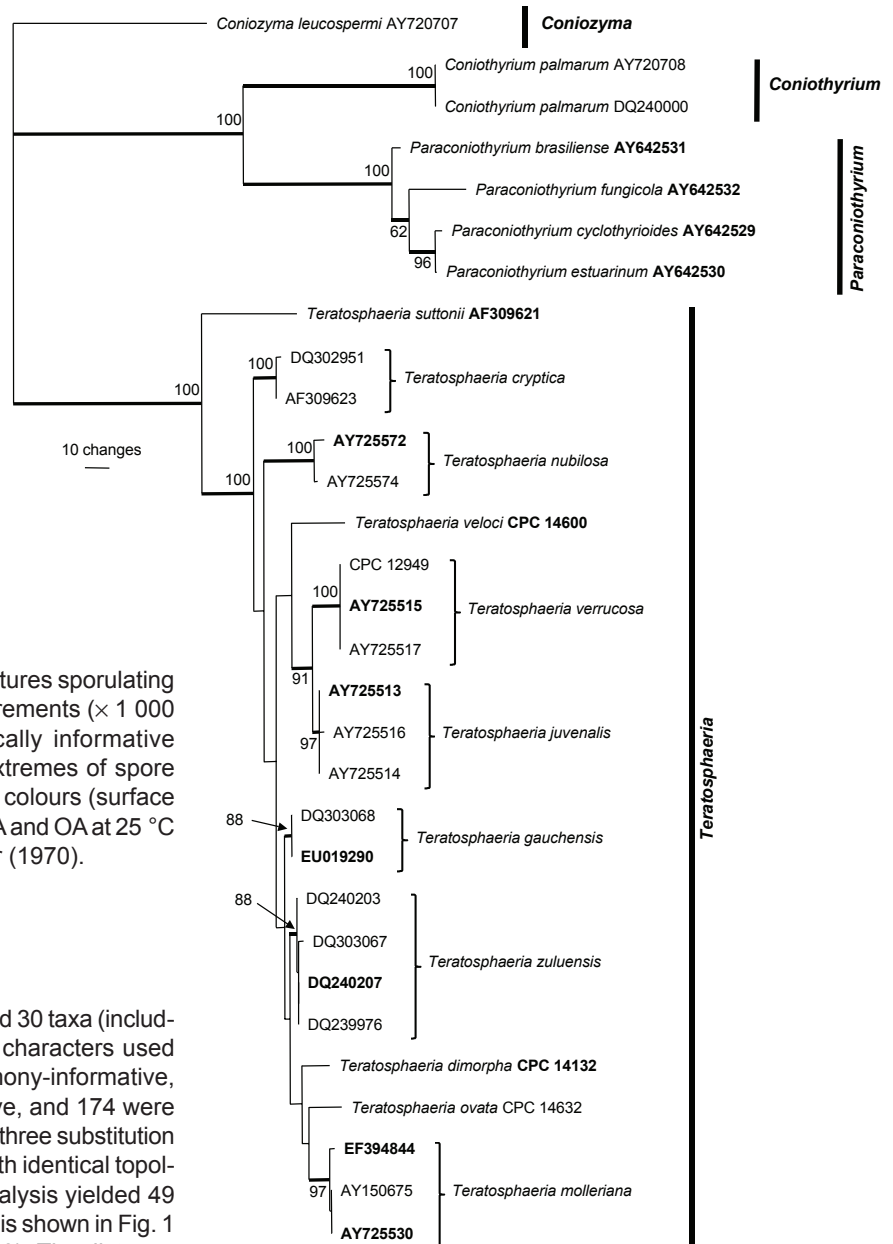 Coniozyma leucospermi AY720707
Coniozyma
100
Coniothyrium palmarum AY720708
Coniothyrium palmarum DQ240000
Coniothyrium
100
100
Paraconiothyrium brasiliense AY642531
Paraconiothyrium fungicola AY642532
62
Paraconiothyrium cyclothyrioides AY642529
96
Paraconiothyrium estuarinum AY642530
Paraconiothyrium
Teratosphaeria suttonii AF309621
100
100
DQ302951
AF309623
Teratosphaeria cryptica
10 changes
100
100
AY725572
AY725574
Teratosphaeria nubilosa
Teratosphaeria veloci CPC 14600
CPC 12949
100
AY725515
AY725517
Teratosphaeria verrucosa
91
AY725513
97
AY725516
AY725514
Teratosphaeria juvenalis
88
DQ303068
EU019290
Teratosphaeria gauchensis
88
DQ240203
DQ303067
DQ240207
DQ239976
Teratosphaeria zuluensis
Teratosphaeria dimorpha CPC 14132
Teratosphaeria ovata CPC 14632
97
EF394844
AY150675
AY725530
Teratosphaeria molleriana
Teratosphaeria
tures sporulating
rements (× 1 000
cally informative
xtremes of spore
colours (surface
A and OA at 25 °C
r (1970).
d 30 taxa (includ-
characters used
nony-informative,
ve, and 174 were
three substitution
th identical topol-
alysis yielded 49
is shown in Fig. 1